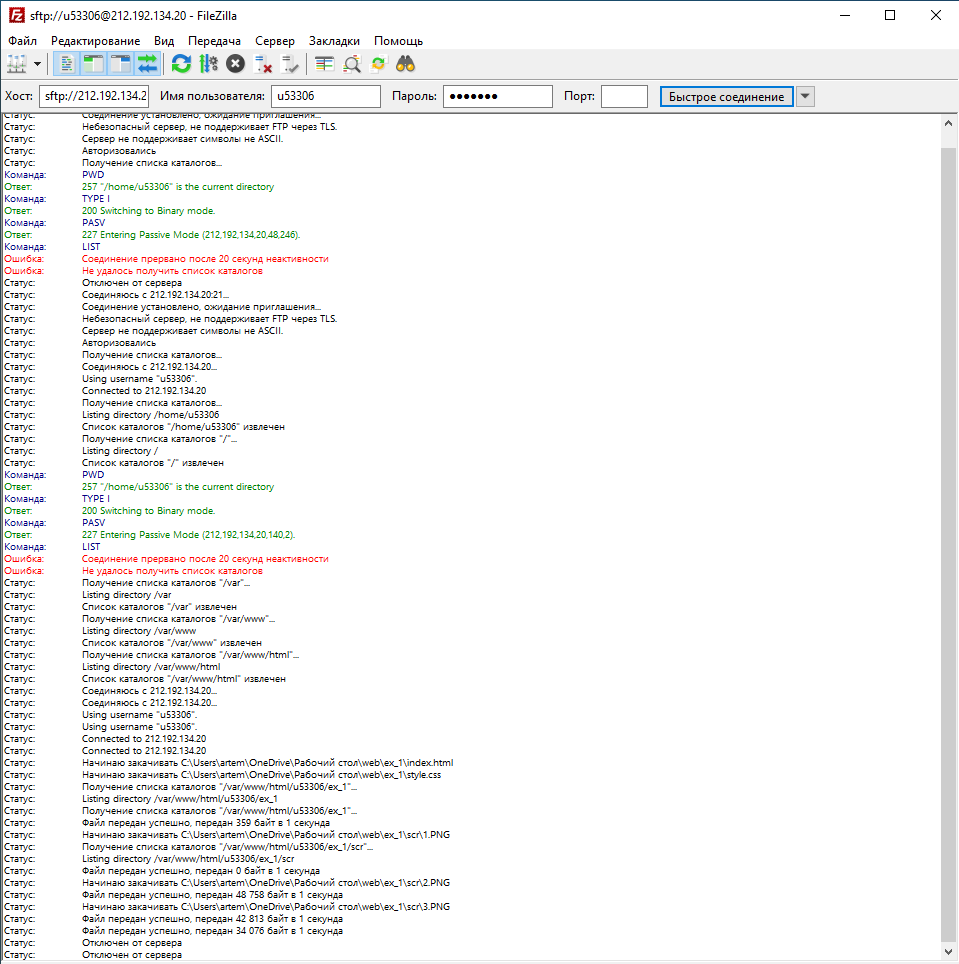 sftp://u53306@212.192.134.20 - FileZilla
Файл Редактирование Вид Передача Сервер Закладки Помощь
Хост: sftp://212.192.134.2 Имя пользователя: u53306 Пароль: ●●●●●●● Порт: Быстрое соединение
Статус: Соединение установлено, ожидание приглашения...
Статус: Небезопасный сервер, не поддерживает FTP через TLS.
Статус: Сервер не поддерживает символы не ASCII.
Статус: Авторизовались
Статус: Получение списка каталогов...
Команда: PWD
Ответ: 257 "/home/u53306" is the current directory
Команда: TYPE I
Ответ: 200 Switching to Binary mode.
Команда: PASV
Ответ: 227 Entering Passive Mode (212,192,134,20,48,246).
Команда: LIST
Ошибка: Соединение прервано после 20 секунд неактивности
Ошибка: Не удалось получить список каталогов
Статус: Отключен от сервера
Статус: Соединяюсь с 212.192.134.20:21...
Статус: Соединение установлено, ожидание приглашения...
Статус: Небезопасный сервер, не поддерживает FTP через TLS.
Статус: Сервер не поддерживает символы не ASCII.
Статус: Авторизовались
Статус: Получение списка каталогов...
Статус: Соединяюсь с 212.192.134.20...
Статус: Using username "u53306".
Статус: Connected to 212.192.134.20
Статус: Получение списка каталогов...
Статус: Listing directory /home/u53306
Статус: Список каталогов "/home/u53306" извлечен
Статус: Получение списка каталогов "/"...
Статус: Listing directory /
Статус: Список каталогов "/" извлечен
Команда: PWD
Ответ: 257 "/home/u53306" is the current directory
Команда: TYPE I
Ответ: 200 Switching to Binary mode.
Команда: PASV
Ответ: 227 Entering Passive Mode (212,192,134,20,140,2).
Команда: LIST
Ошибка: Соединение прервано после 20 секунд неактивности
Ошибка: Не удалось получить список каталогов
Статус: Получение списка каталогов "/var"...
Статус: Listing directory /var
Статус: Список каталогов "/var" извлечен
Статус: Получение списка каталогов "/var/www"...
Статус: Listing directory /var/www
Статус: Список каталогов "/var/www" извлечен
Статус: Получение списка каталогов "/var/www/html"...
Статус: Listing directory /var/www/html
Статус: Список каталогов "/var/www/html" извлечен
Статус: Соединяюсь с 212.192.134.20...
Статус: Соединяюсь с 212.192.134.20...
Статус: Using username "u53306".
Статус: Using username "u53306".
Статус: Connected to 212.192.134.20
Статус: Connected to 212.192.134.20
Статус: Начинаю закачивать C:\Users\artem\OneDrive\Рабочий стол\web\ex_1\index.html
Статус: Начинаю закачивать C:\Users\artem\OneDrive\Рабочий стол\web\ex_1\style.css
Статус: Получение списка каталогов "/var/www/html/u53306/ex_1"...
Статус: Listing directory /var/www/html/u53306/ex_1
Статус: Получение списка каталогов "/var/www/html/u53306/ex_1"...
Статус: Файл передан успешно, передан 359 байт в 1 секунда
Статус: Начинаю закачивать C:\Users\artem\OneDrive\Рабочий стол\web\ex_1\scr\1.PNG
Статус: Получение списка каталогов "/var/www/html/u53306/ex_1/scr"...
Статус: Listing directory /var/www/html/u53306/ex_1/scr
Статус: Файл передан успешно, передан 0 байт в 1 секунда
Статус: Начинаю закачивать C:\Users\artem\OneDrive\Рабочий стол\web\ex_1\scr\2.PNG
Статус: Файл передан успешно, передан 48 758 байт в 1 секунда
Статус: Начинаю закачивать C:\Users\artem\OneDrive\Рабочий стол\web\ex_1\scr\3.PNG
Статус: Файл передан успешно, передан 42 813 байт в 1 секунда
Статус: Файл передан успешно, передан 34 076 байт в 1 секунда
Статус: Отключен от сервера
Статус: Отключен от сервера